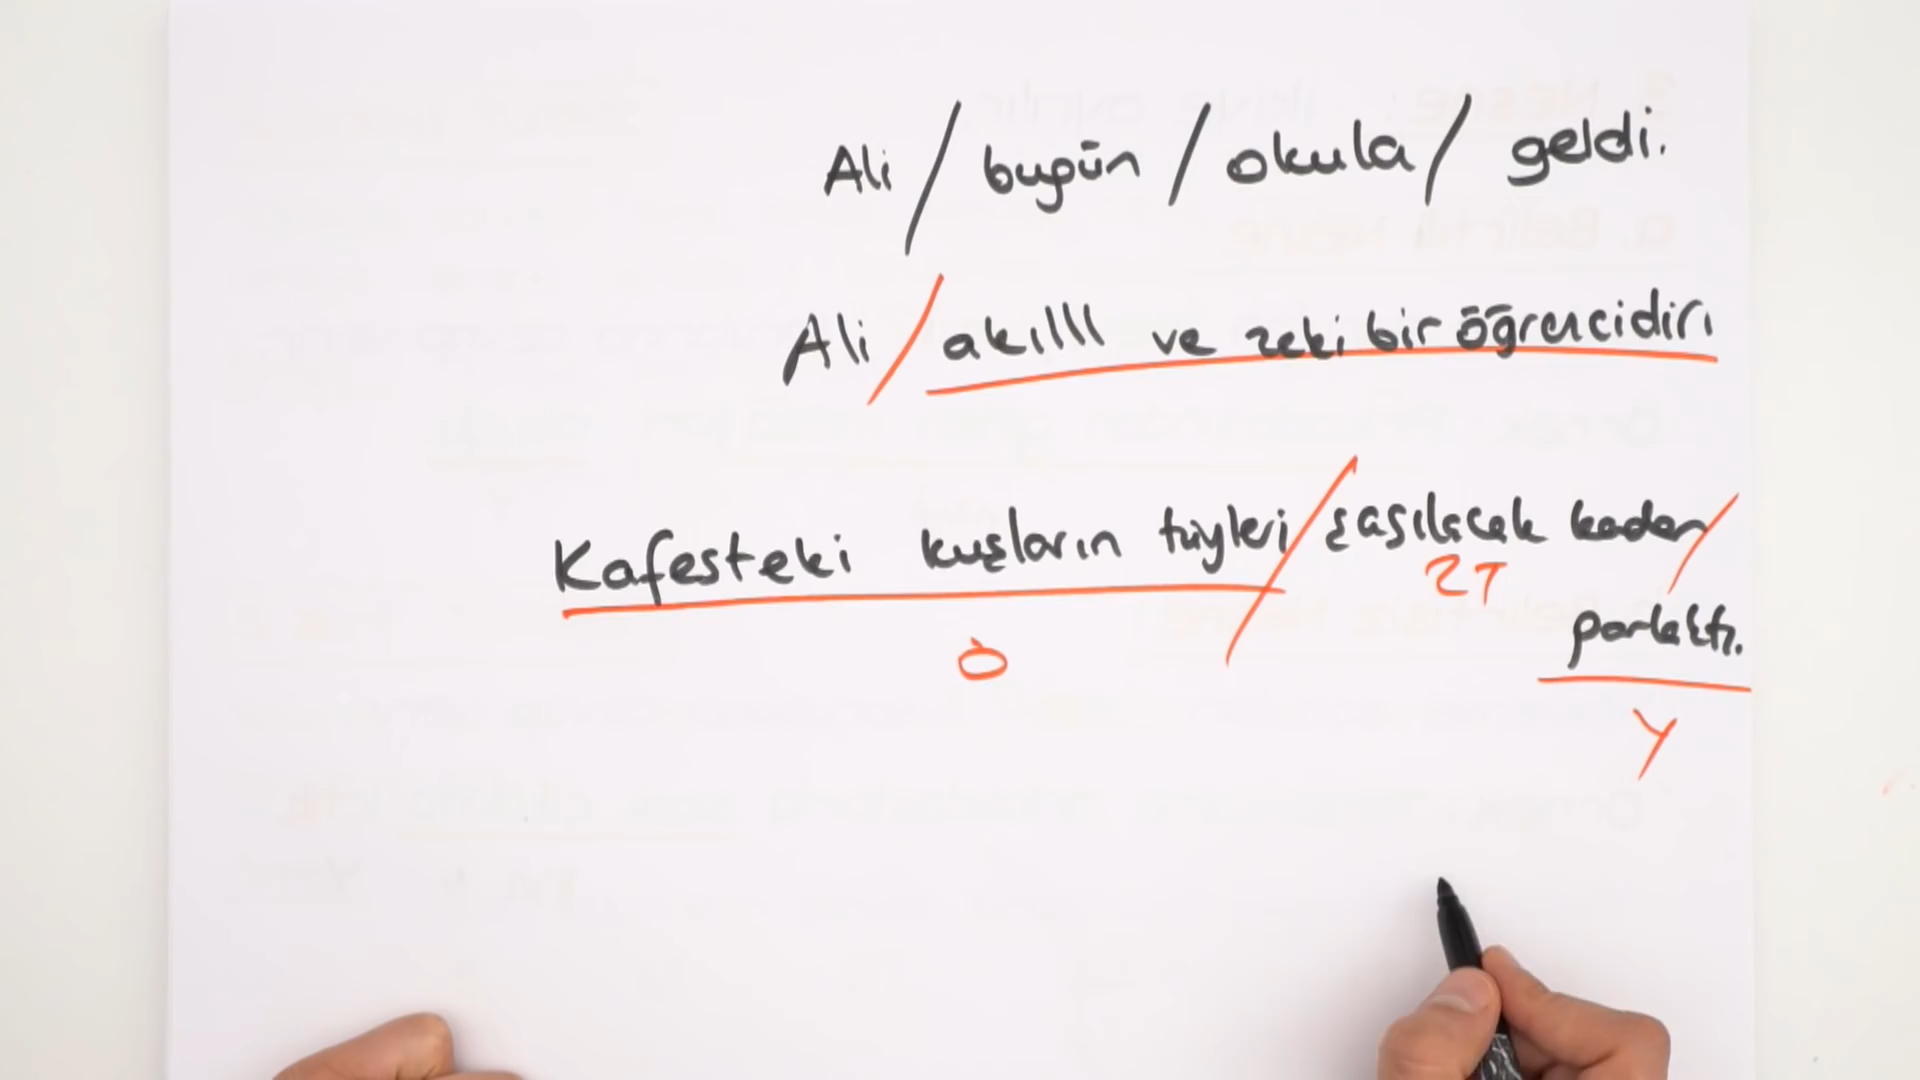 Ali / bugün / okula / geldi.
Ali / akıllı ve zeki bir öğrencidir.
Kafesteki kuşların tüyleri / şaşılacak kadar /
ZT
parlaktı.
Ö
Y